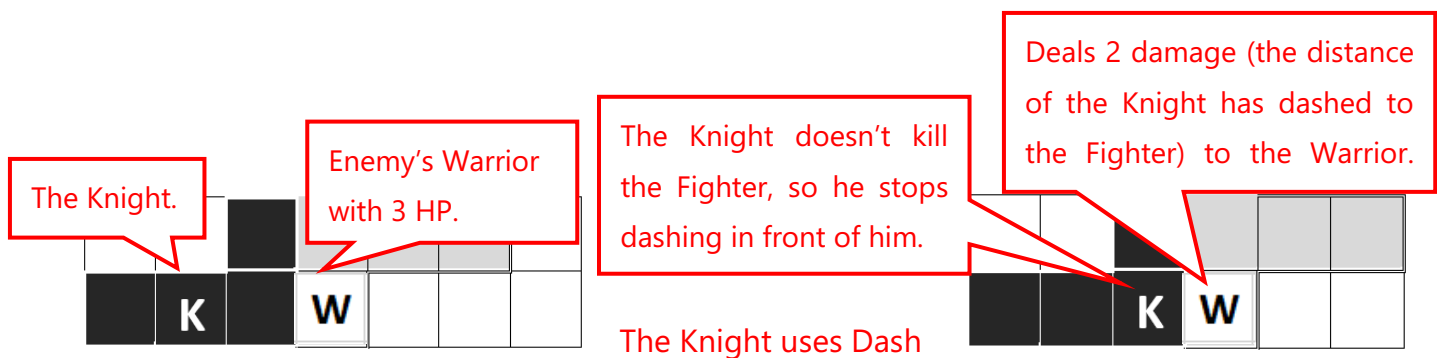 The Knight.
Enemy's Warrior
with 3 HP.
K
W
The Knight doesn't kill
the Fighter, so he stops
dashing in front of him.
The Knight uses Dash
Deals 2 damage (the distance
of the Knight has dashed to
the Fighter) to the Warrior.
K
W